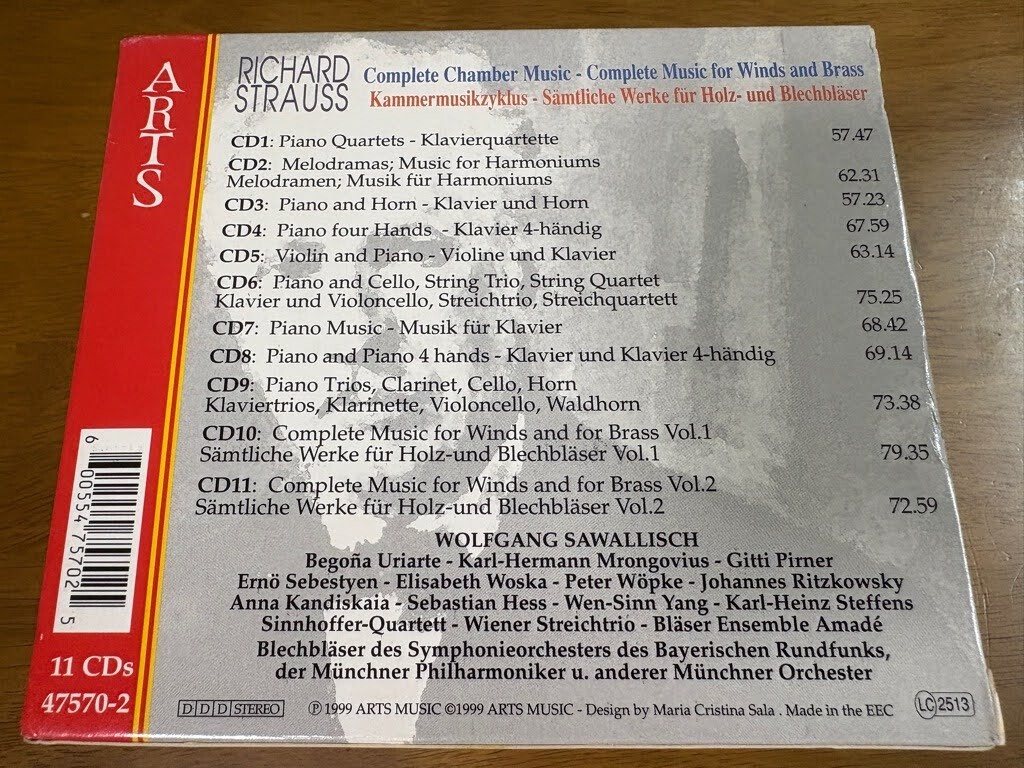 ARTS
RICHARD
STRAUSS
Complete Chamber Music - Complete Music for Winds and Brass
Kammermusikzyklus - Sämtliche Werke für Holz- und Blechbläser
CD1: Piano Quartets - Klavierquartette 57.47
CD2: Melodramas; Music for Harmoniums
Melodramen; Musik für Harmoniums 62.31
CD3: Piano and Horn - Klavier und Horn 57.23
CD4: Piano four Hands - Klavier 4-händig 67.59
CD5: Violin and Piano - Violine und Klavier 63.14
CD6: Piano and Cello, String Trio, String Quartet
Klavier und Violoncello, Streichtrio, Streichquartett 75.25
CD7: Piano Music - Musik für Klavier 68.42
CD8: Piano and Piano 4 hands - Klavier und Klavier 4-händig 69.14
CD9: Piano Trios, Clarinet, Cello, Horn
Klaviertrios, Klarinette, Violoncello, Waldhorn 73.38
CD10: Complete Music for Winds and for Brass Vol.1
Sämtliche Werke für Holz-und Blechbläser Vol.1 79.35
CD11: Complete Music for Winds and for Brass Vol.2
Sämtliche Werke für Holz-und Blechbläser Vol.2 72.59
WOLFGANG SAWALLISCH
Begoña Uriarte - Karl-Hermann Mrongovius - Gitti Pirner
Ernö Sebestyen - Elisabeth Woska - Peter Wöpke - Johannes Ritzkowsky
Anna Kandiskaia - Sebastian Hess - Wen-Sinn Yang - Karl-Heinz Steffens
Sinnhoffer-Quartett - Wiener Streichtrio - Bläser Ensemble Amadé
Blechbläser des Symphonieorchesters des Bayerischen Rundfunks,
der Münchner Philharmoniker u. anderer Münchner Orchester
6 00554 75702 5
11 CDs
47570-2
DDD STEREO
℗ 1999 ARTS MUSIC ©1999 ARTS MUSIC - Design by Maria Cristina Sala . Made in the EEC
LC 2513